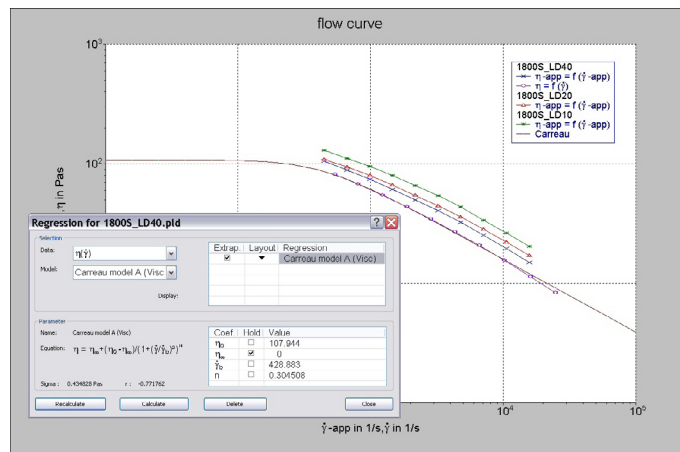 flow curve
10³
1800S_LD40
η-app = f (γ̇-app)
η = f (γ̇)
1800S_LD20
η-app = f (γ̇-app)
1800S_LD10
η-app = f (γ̇-app)
Carreau
10²
,η in Pas
Regression for 1800S_LD40.pld
Selection
Data: η(γ̇)
Model: Carreau model A (Visc
Display:
Extrap. Layout Regression
Carreau model A (Visc)
Parameter
Name: Carreau model A (Visc)
Equation: η = η∞+(η0-η∞)/(1+(γ̇/γ̇b)²)ⁿ
Sigma : 0.434828 Pas r : -0.771762
Coef. Hold Value
η0 107.944
η∞ 0
γ̇b 428.883
n 0.304508
Recalculate Calculate Delete Close
10⁴ 10⁵
γ̇-app in 1/s,γ̇ in 1/s